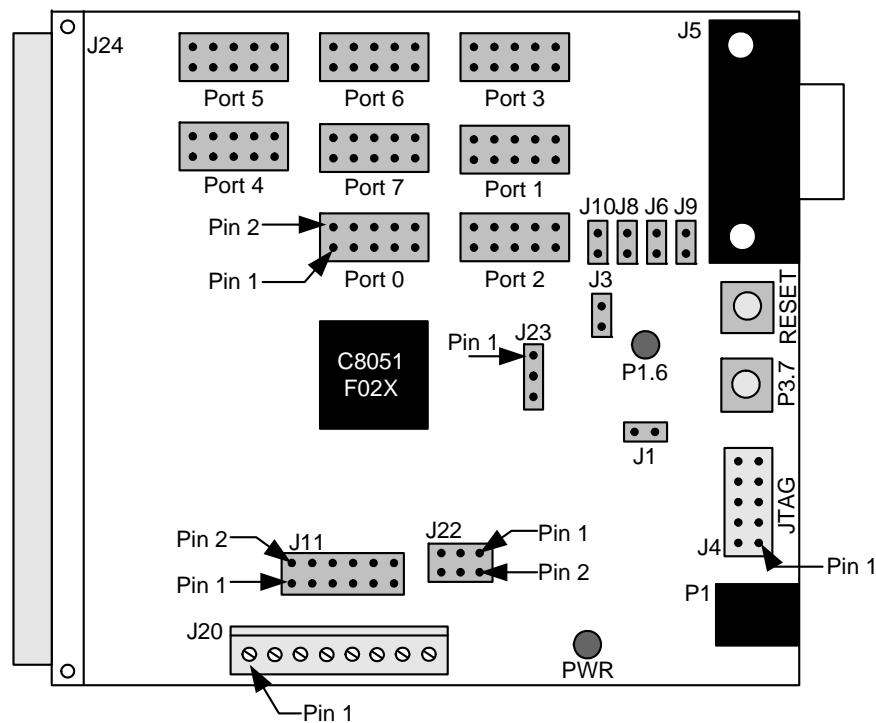 J24
J5
Port 5
Port 6
Port 3
Port 4
Port 7
Port 1
Pin 2
J10
J8
J6
J9
Pin 1
Port 0
Port 2
J3
RESET
J23
Pin 1
C8051
F02X
P1.6
P3.7
J1
JTAG
J4
Pin 2
J11
J22
Pin 1
Pin 1
Pin 2
Pin 1
P1
J20
PWR
Pin 1